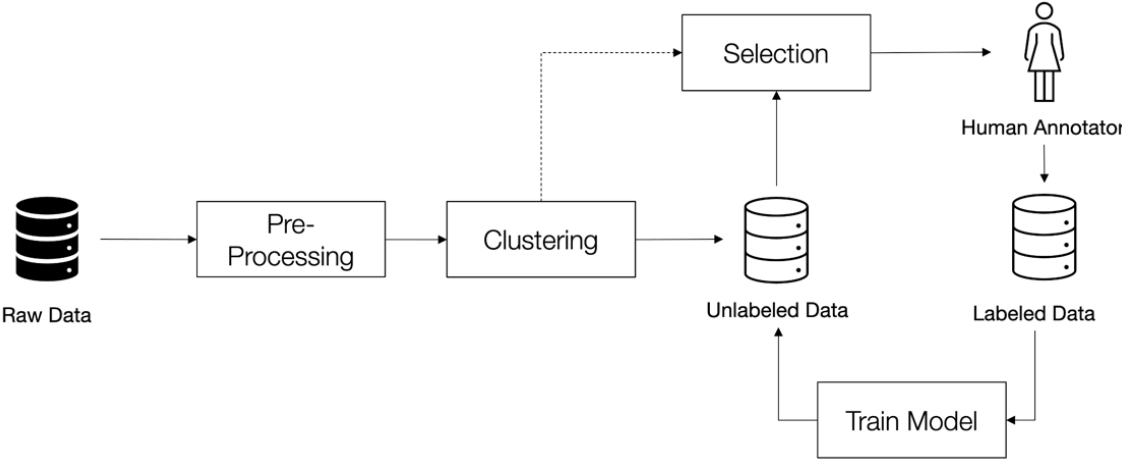 Selection
Human Annotator
Pre-
Processing
Clustering
Raw Data
Unlabeled Data
Labeled Data
Train Model